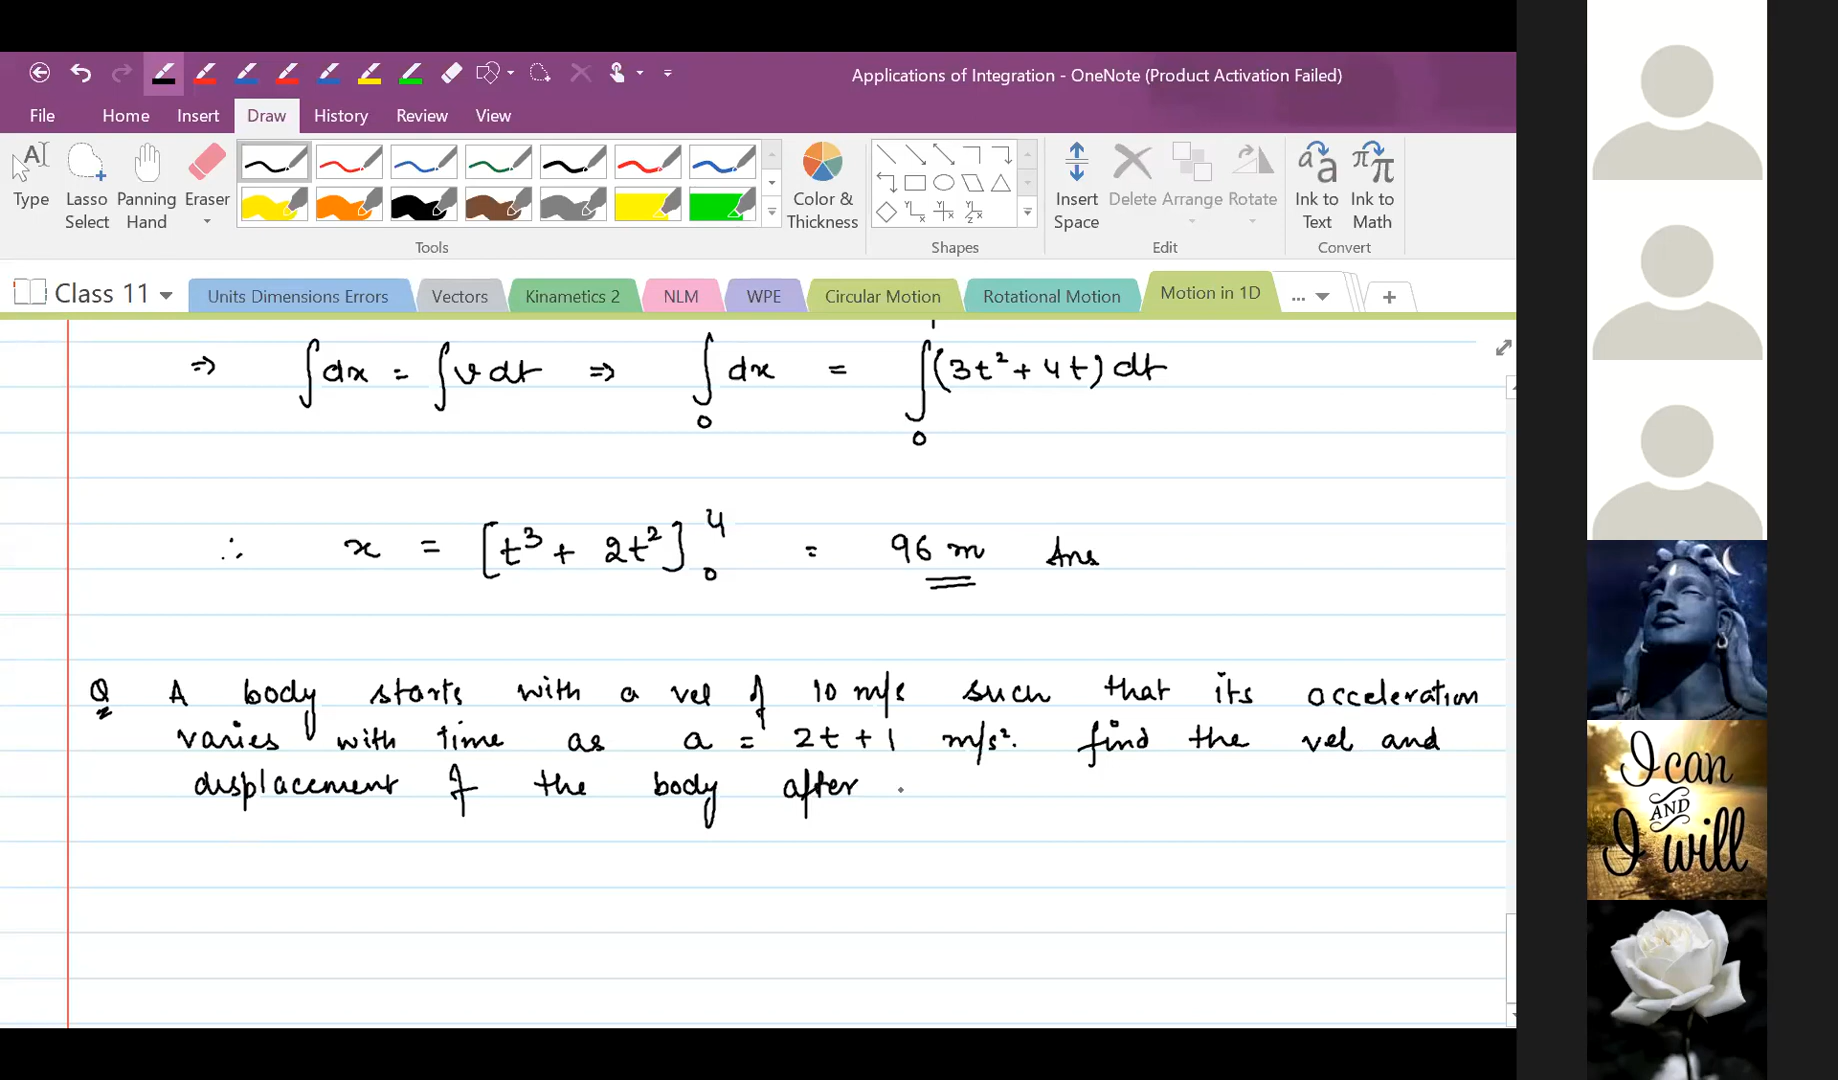 Applications of Integration - OneNote (Product Activation Failed)
File Home Insert Draw History Review View
Type
Lasso Select
Panning Hand
Eraser
Color & Thickness
Insert Space
Delete
Arrange
Rotate
Ink to Text
Ink to Math
Tools
Shapes
Edit
Convert
Class 11
Units Dimensions Errors
Vectors
Kinametics 2
NLM
WPE
Circular Motion
Rotational Motion
Motion in 1D
...
⇒ ∫dx = ∫v dt ⇒ ∫₀ dx = ∫₀ (3t² + 4t) dt
∴ x = [t³ + 2t²]₀⁴ = 96 m Ans
Q A body starts with a vel of 10 m/s such that its acceleration
varies with time as a = 2t + 1 m/s². find the vel and
displacement of the body after
I can
AND
I will